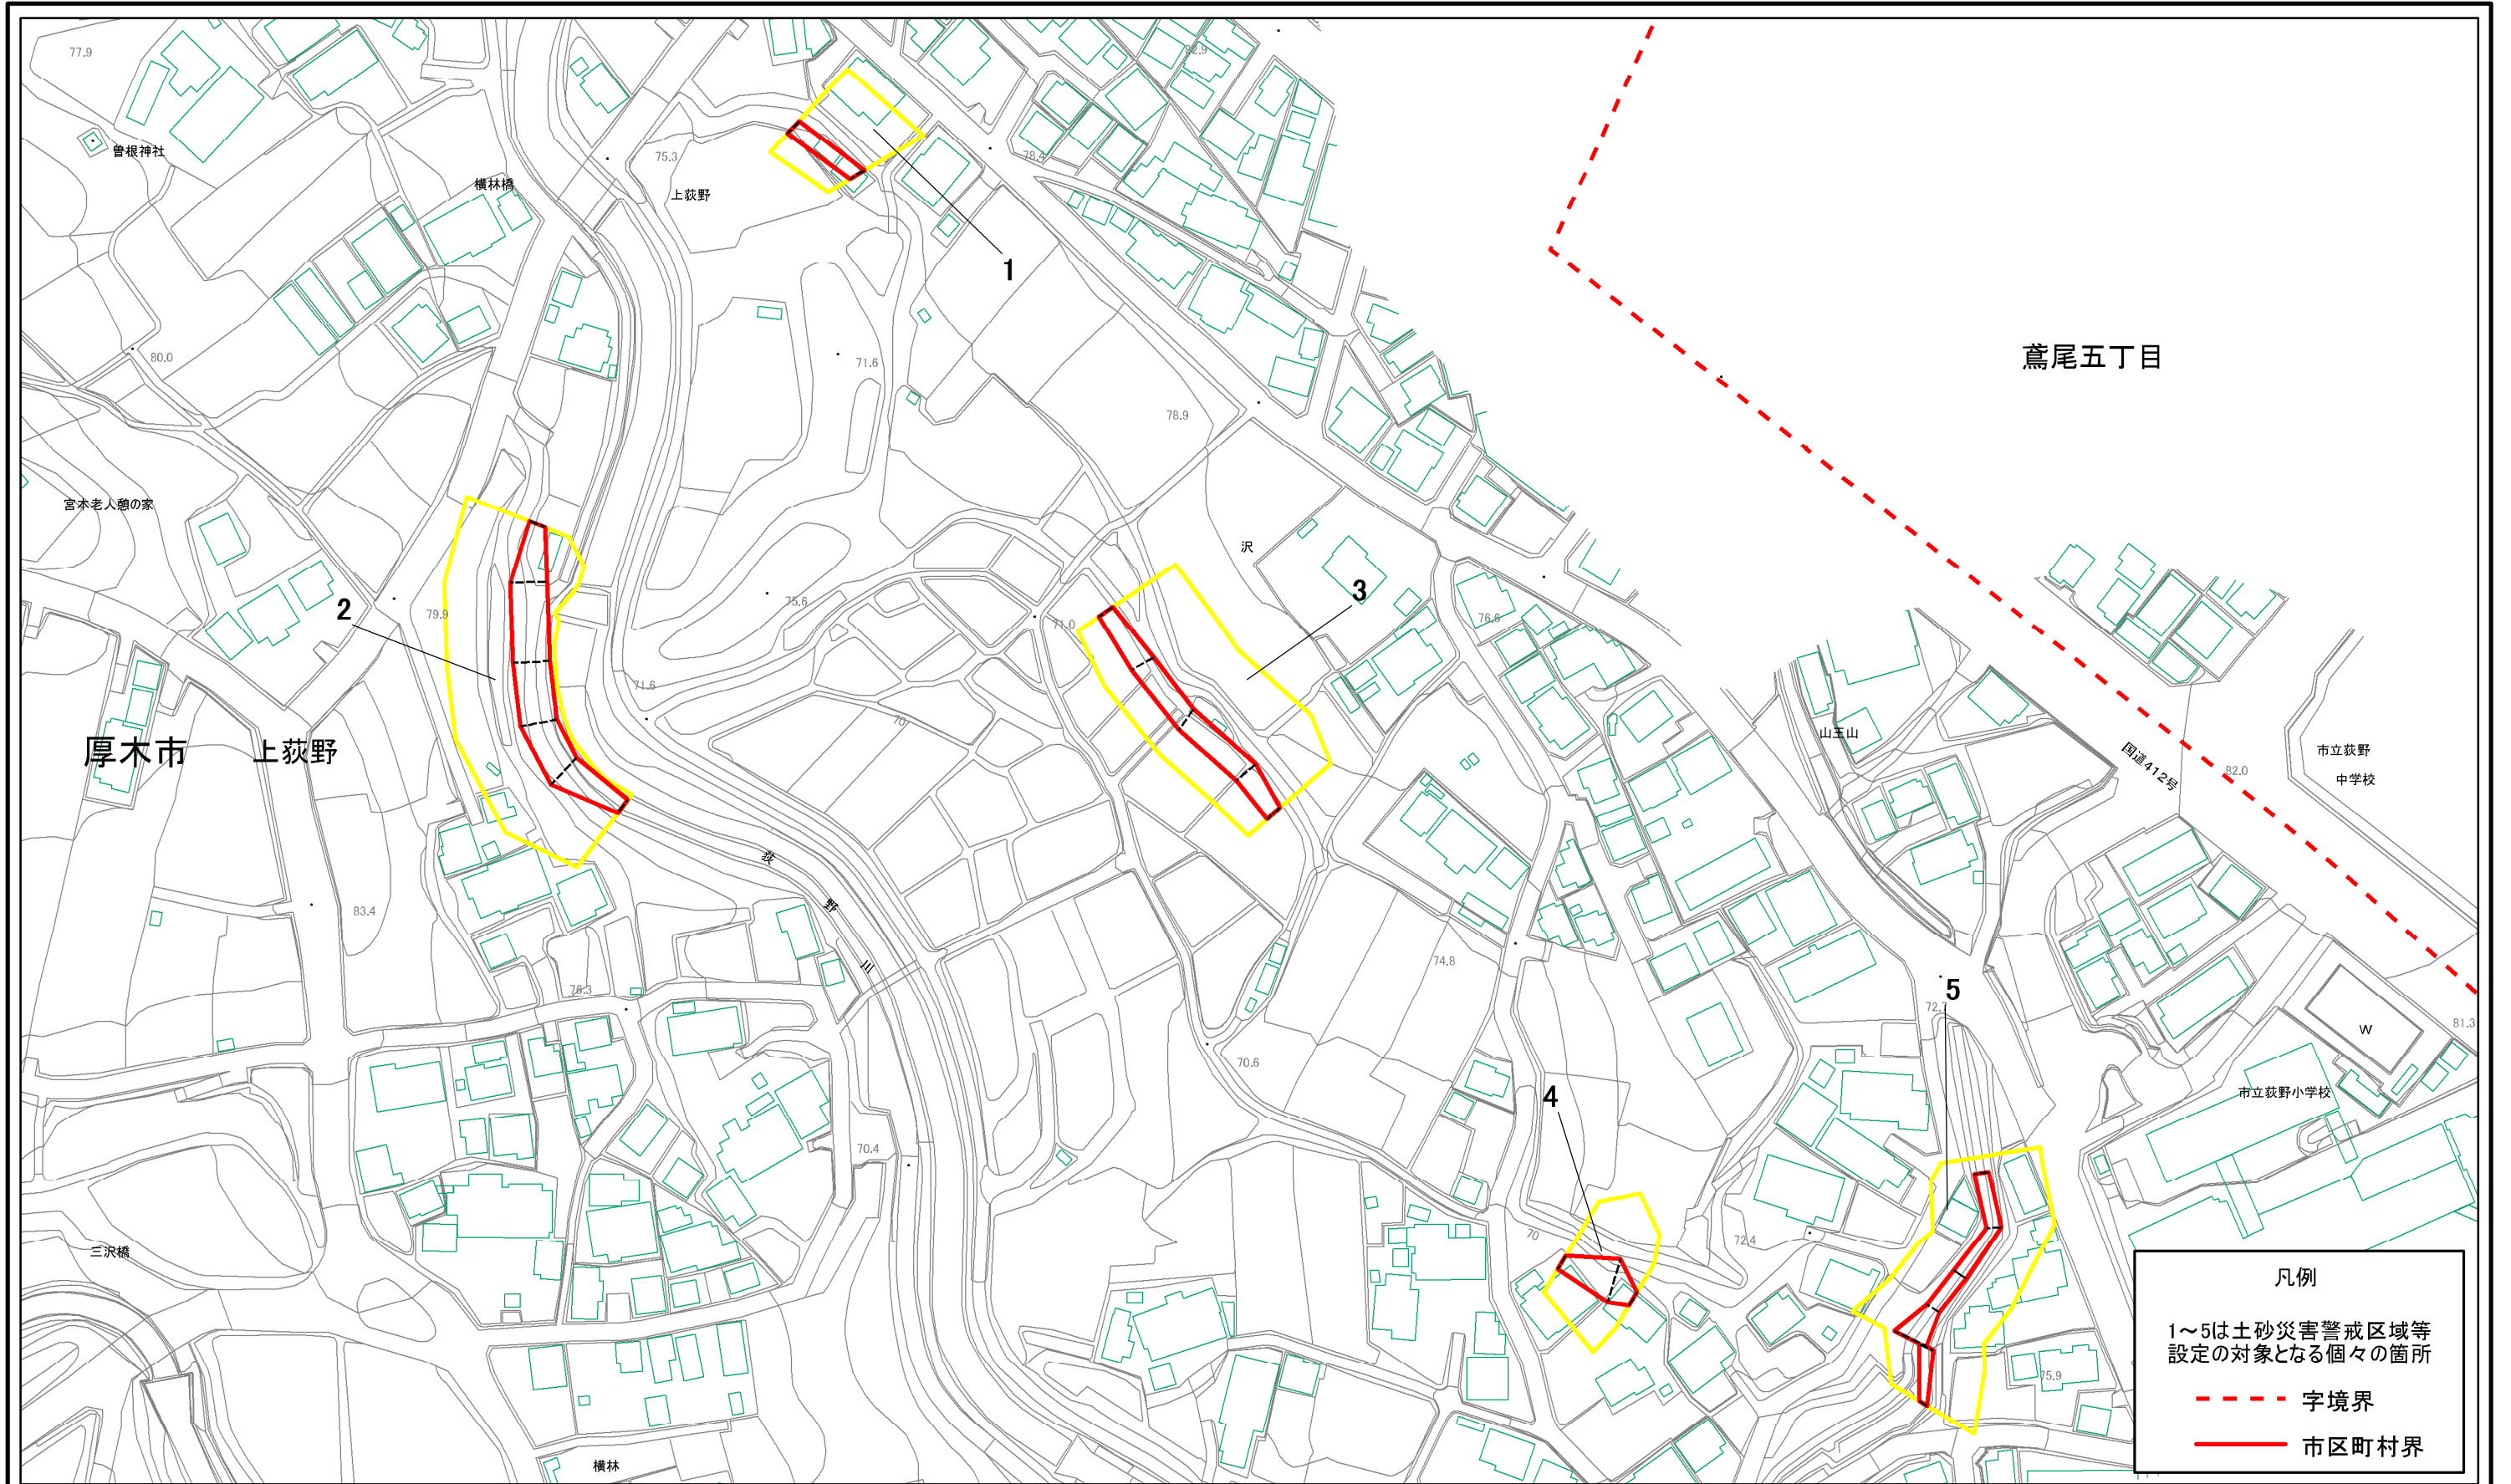 77.9
82.9
曽根神社
横林橋
75.3
上荻野
78.4
1
80.0
71.6
鳶尾五丁目
78.9
宮本老人憩の家
沢
2
79.9
75.6
3
71.0
76.6
71.6
70
厚木市
上荻野
山王山
国道412号
82.0
市立荻野
中学校
荻
野
川
83.4
74.8
76.3
5
72.7
81.3
W
70.6
4
市立荻野小学校
70.4
三沢橋
70
72.4
75.9
横林
凡例
1～5は土砂災害警戒区域等
設定の対象となる個々の箇所
字境界
市区町村界